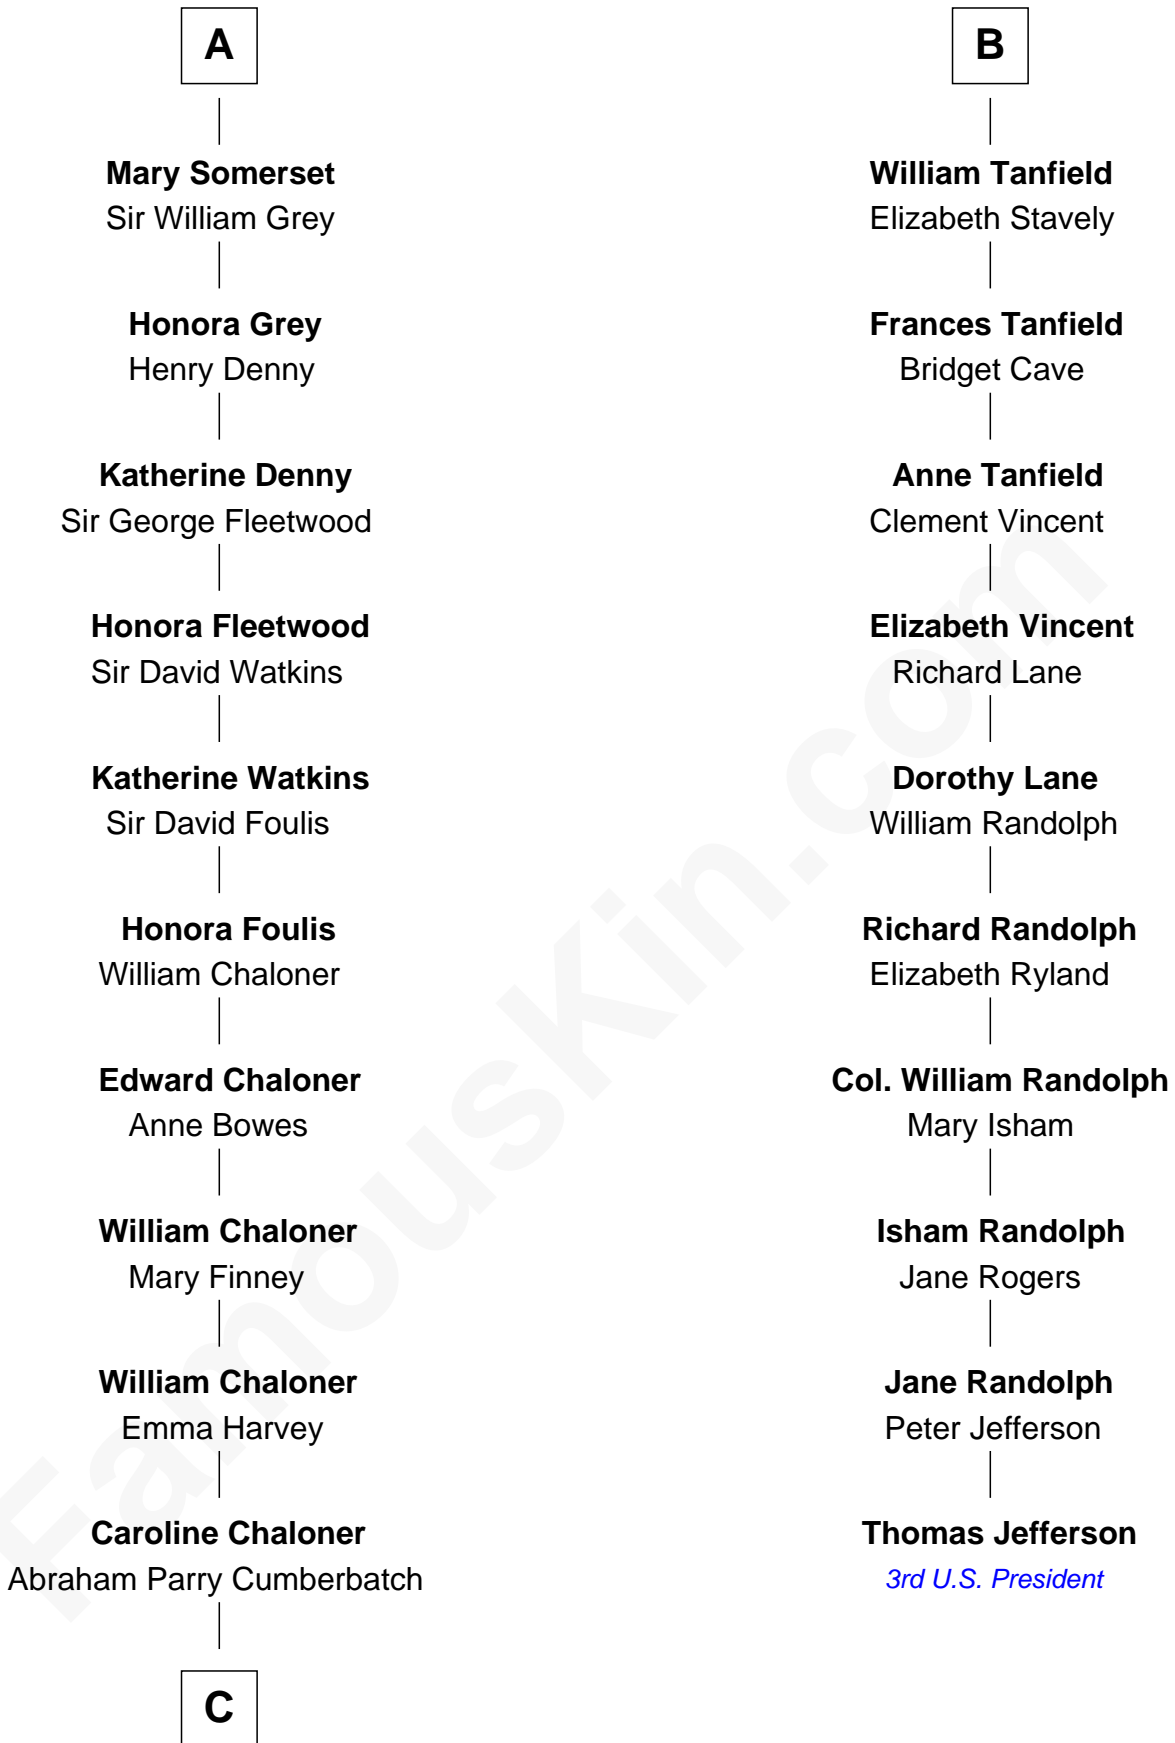 A
Mary Somerset
Sir William Grey
Honora Grey
Henry Denny
Katherine Denny
Sir George Fleetwood
Honora Fleetwood
Sir David Watkins
Katherine Watkins
Sir David Foulis
Honora Foulis
William Chaloner
Edward Chaloner
Anne Bowes
William Chaloner
Mary Finney
William Chaloner
Emma Harvey
Caroline Chaloner
Abraham Parry Cumberbatch
C
B
William Tanfield
Elizabeth Stavely
Frances Tanfield
Bridget Cave
Anne Tanfield
Clement Vincent
Elizabeth Vincent
Richard Lane
Dorothy Lane
William Randolph
Richard Randolph
Elizabeth Ryland
Col. William Randolph
Mary Isham
Isham Randolph
Jane Rogers
Jane Randolph
Peter Jefferson
Thomas Jefferson
3rd U.S. President
FamousKin.com